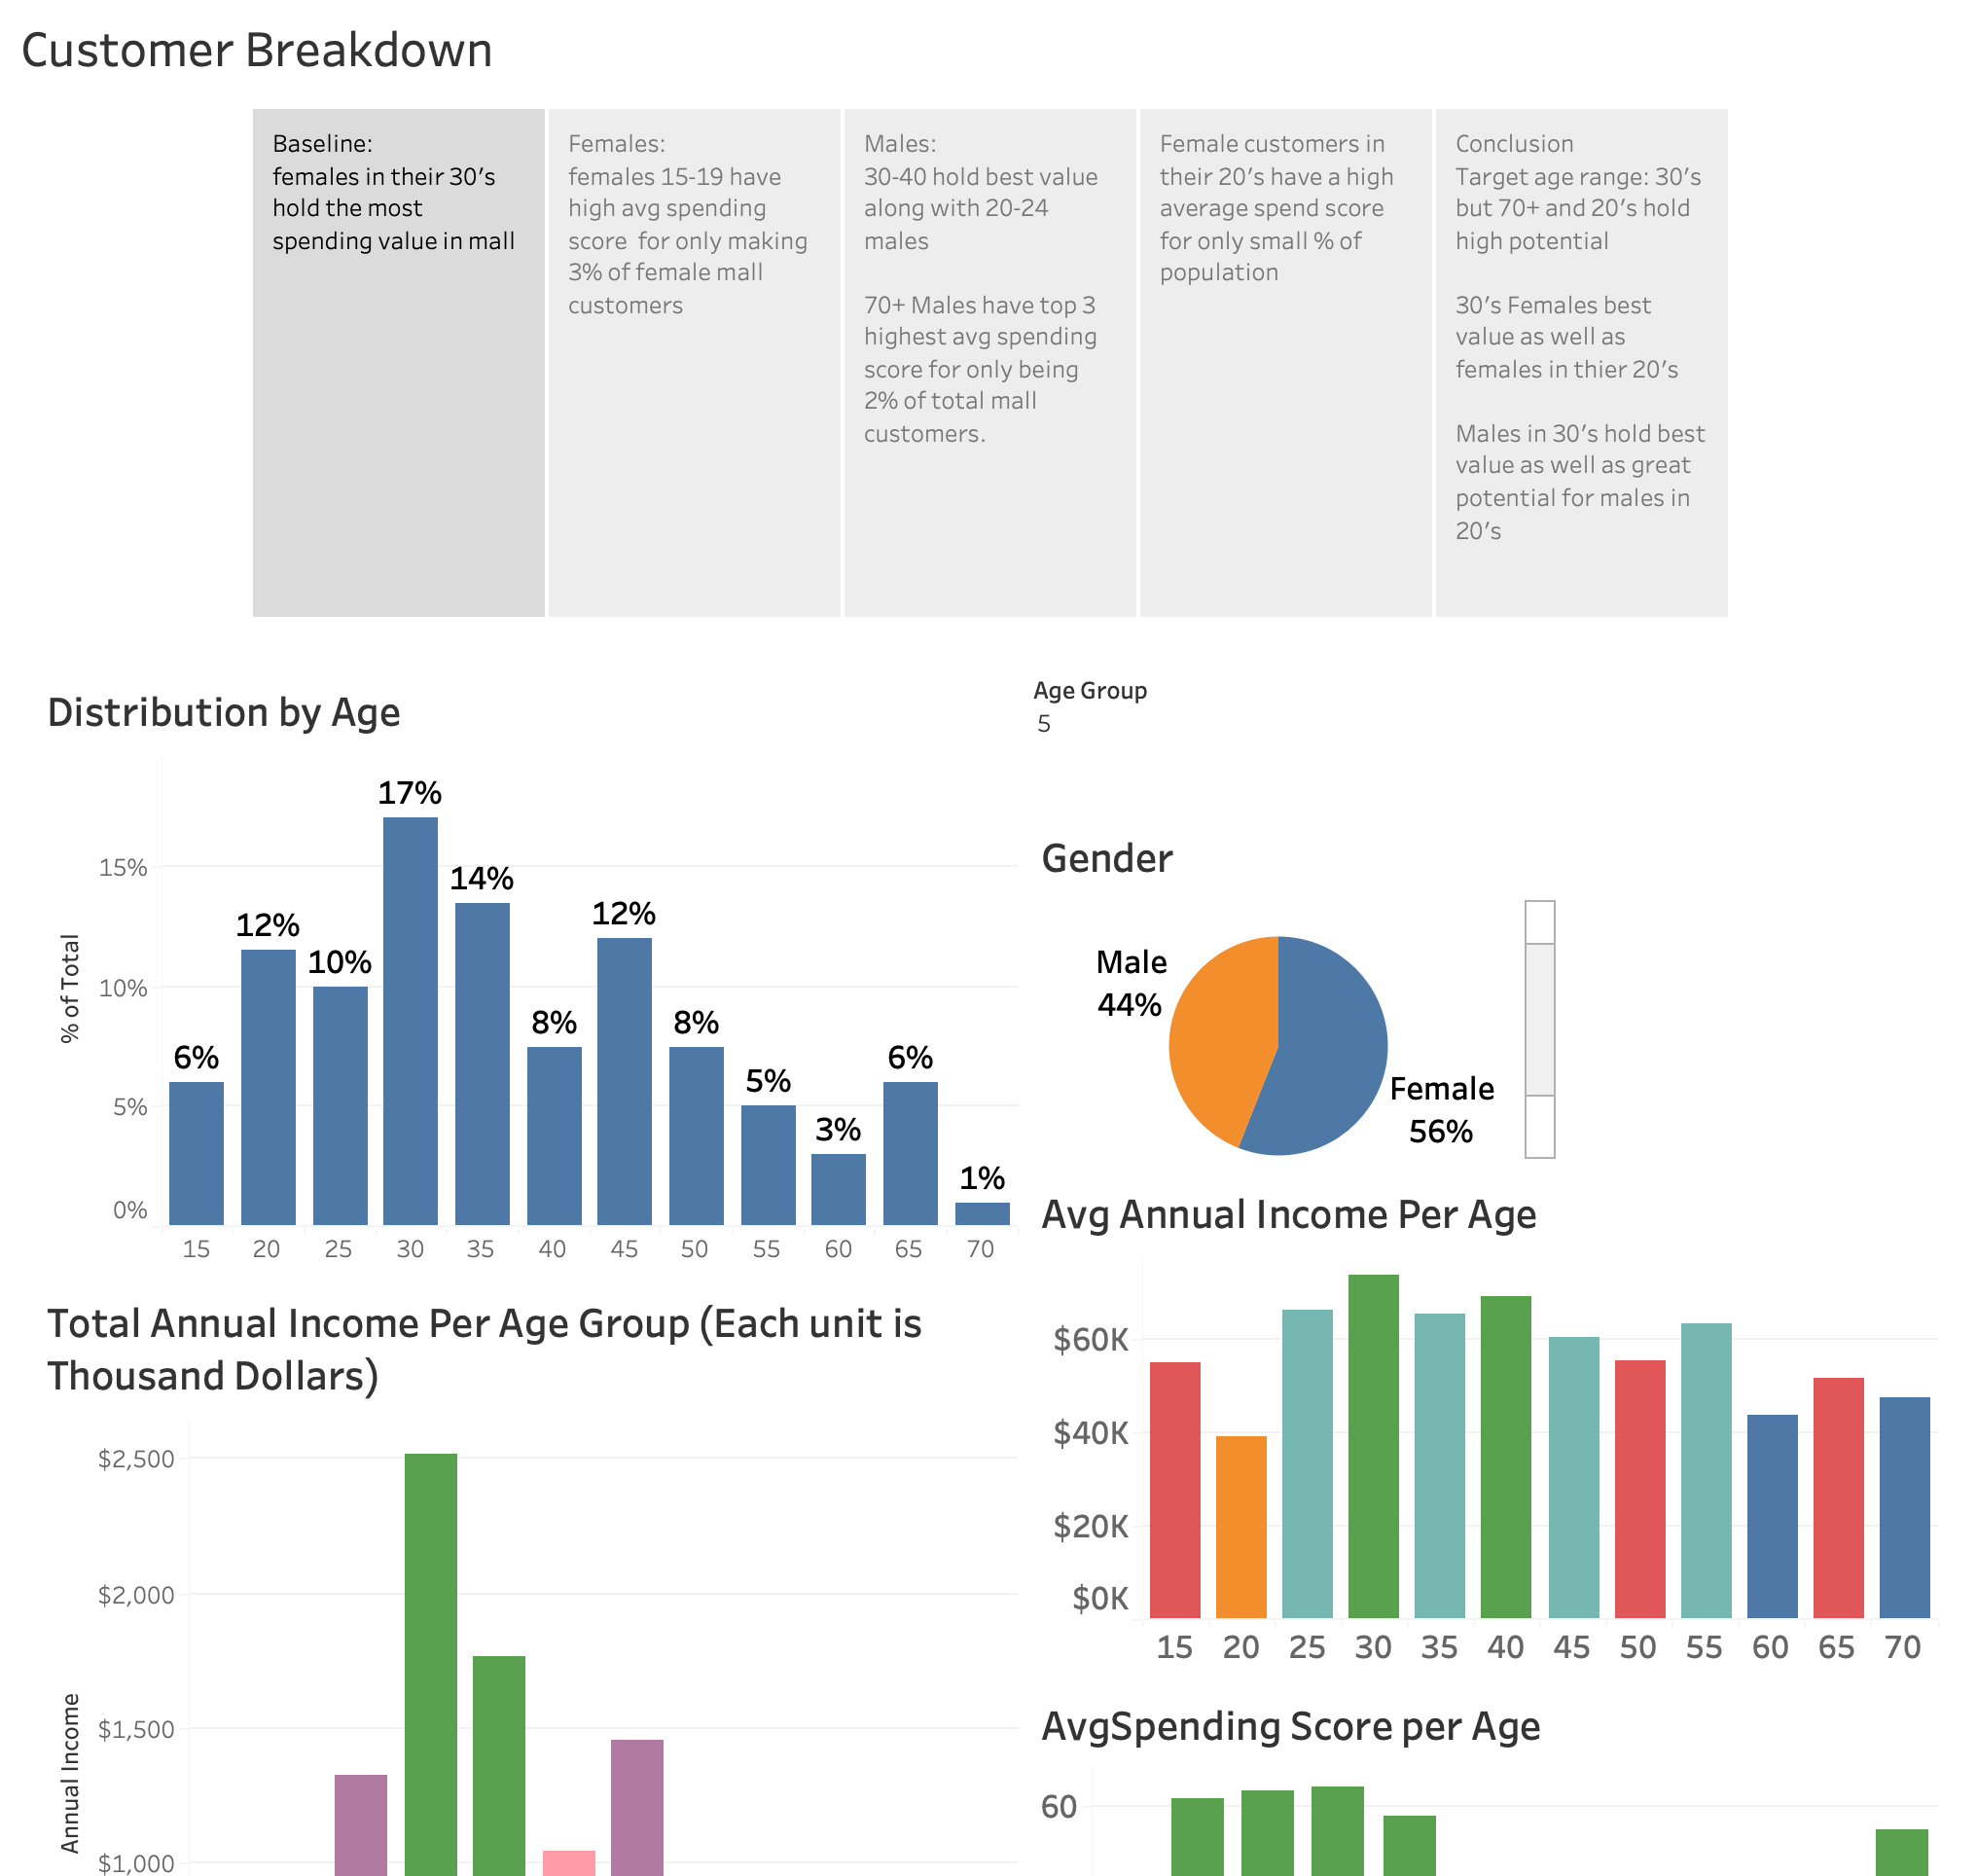 Customer Breakdown
Baseline:
females in their 30's
hold the most
spending value in mall
Females:
females 15-19 have
high avg spending
score  for only making
3% of female mall
customers
Males:
30-40 hold best value
along with 20-24
males
70+ Males have top 3
highest avg spending
score for only being
2% of total mall
customers.
Female customers in
their 20's have a high
average spend score
for only small % of
population
Conclusion
Target age range: 30's
but 70+ and 20's hold
high potential
30's Females best
value as well as
females in thier 20's
Males in 30's hold best
value as well as great
potential for males in
20's
Distribution by Age
% of Total
15%
10%
5%
0%
6%
12%
10%
17%
14%
8%
12%
8%
5%
3%
6%
1%
15 20 25 30 35 40 45 50 55 60 65 70
Age Group
5
Gender
Male
44%
Female
56%
Total Annual Income Per Age Group (Each unit is
Thousand Dollars)
Annual Income
$2,500
$2,000
$1,500
$1,000
Avg Annual Income Per Age
$60K
$40K
$20K
$0K
15 20 25 30 35 40 45 50 55 60 65 70
AvgSpending Score per Age
60